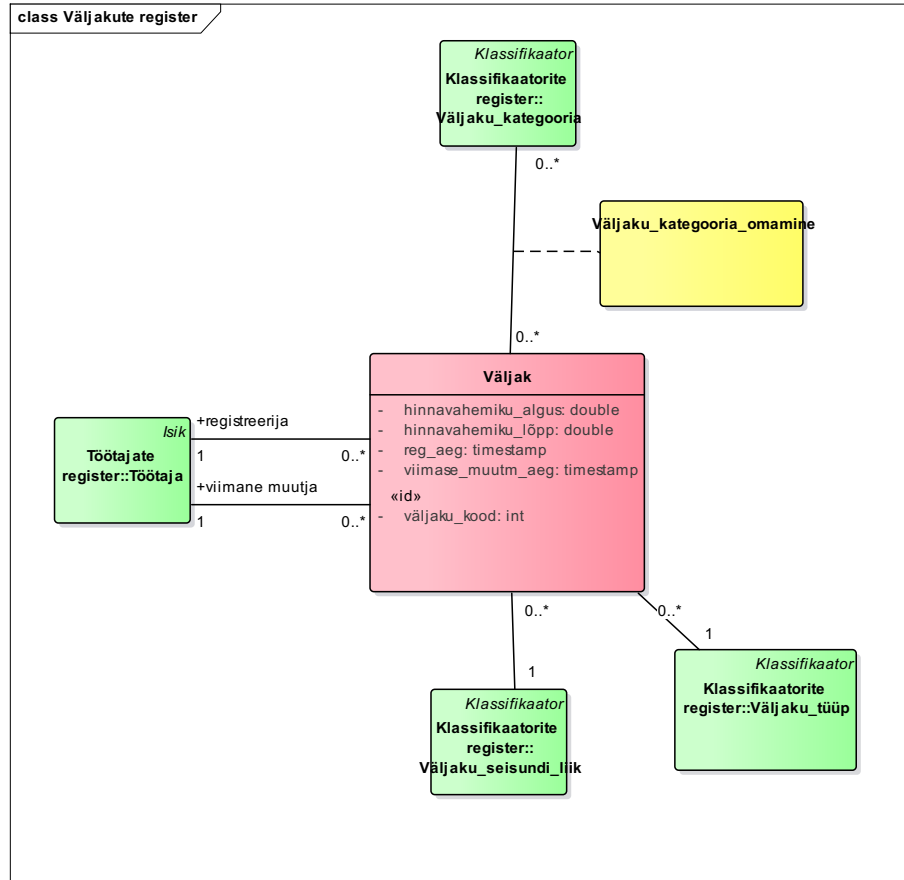 class Väljakute register
Klassifikaator
Klassifikaatorite
register::
Väljaku_kategooria
0..*
Väljaku_kategooria_omamine
0..*
Väljak
- hinnavahemiku_algus: double
- hinnavahemiku_lõpp: double
- reg_aeg: timestamp
- viimase_muutm_aeg: timestamp
«id»
- väljaku_kood: int
Isik
Töötajate
register::Töötaja
+registreerija
1
0..*
+viimane muutja
1
0..*
0..*
1
0..*
1
Klassifikaator
Klassifikaatorite
register::Väljaku_tüüp
Klassifikaator
Klassifikaatorite
register::
Väljaku_seisundi_liik